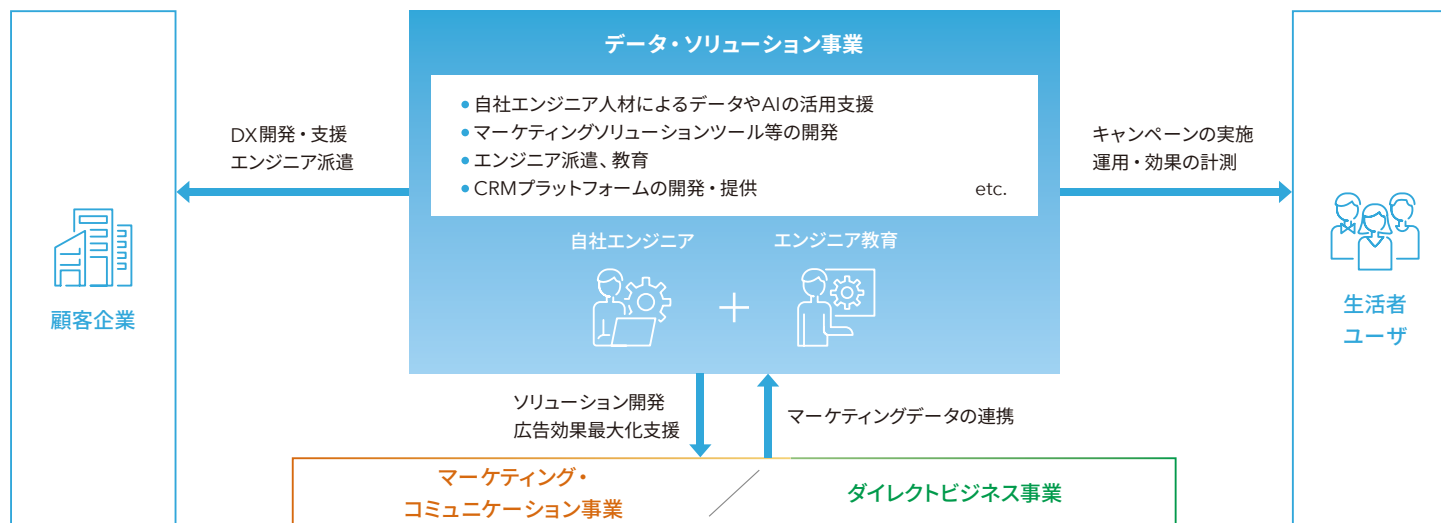 データ・ソリューション事業
• 自社エンジニア人材によるデータやAIの活用支援
• マーケティングソリューションツール等の開発
• エンジニア派遣、教育
• CRMプラットフォームの開発・提供 etc.
DX開発・支援
エンジニア派遣
キャンペーンの実施
運用・効果の計測
自社エンジニア
エンジニア教育
顧客企業
生活者
ユーザ
ソリューション開発
広告効果最大化支援
マーケティングデータの連携
マーケティング・
コミュニケーション事業
ダイレクトビジネス事業